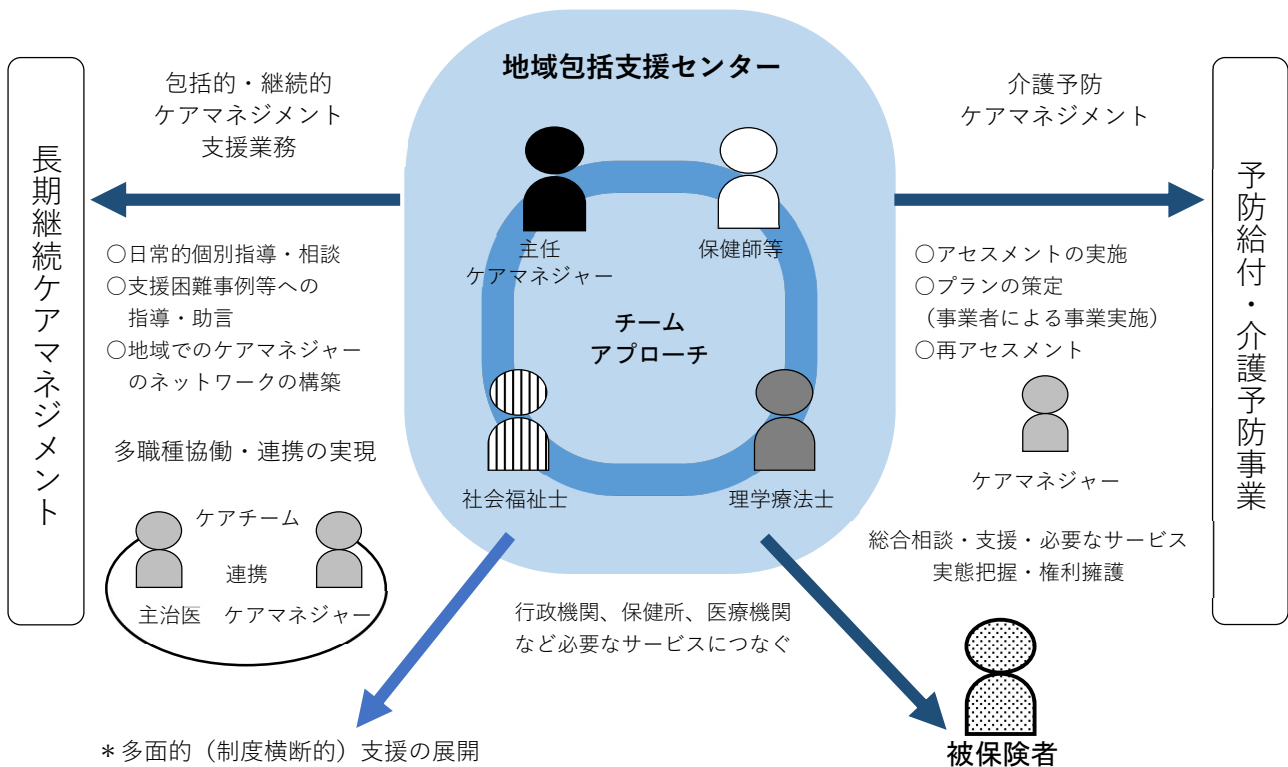 地域包括支援センター
包括的・継続的
ケアマネジメント
支援業務
介護予防
ケアマネジメント
長期継続ケアマネジメント
予防給付・介護予防事業
主任
ケアマネジャー
保健師等
チーム
アプローチ
社会福祉士
理学療法士
○日常的個別指導・相談
○支援困難事例等への
指導・助言
○地域でのケアマネジャー
のネットワークの構築
○アセスメントの実施
○プランの策定
（事業者による事業実施）
○再アセスメント
ケアマネジャー
多職種協働・連携の実現
ケアチーム
連携
主治医
ケアマネジャー
総合相談・支援・必要なサービス
実態把握・権利擁護
行政機関、保健所、医療機関
など必要なサービスにつなぐ
＊多面的（制度横断的）支援の展開
被保険者